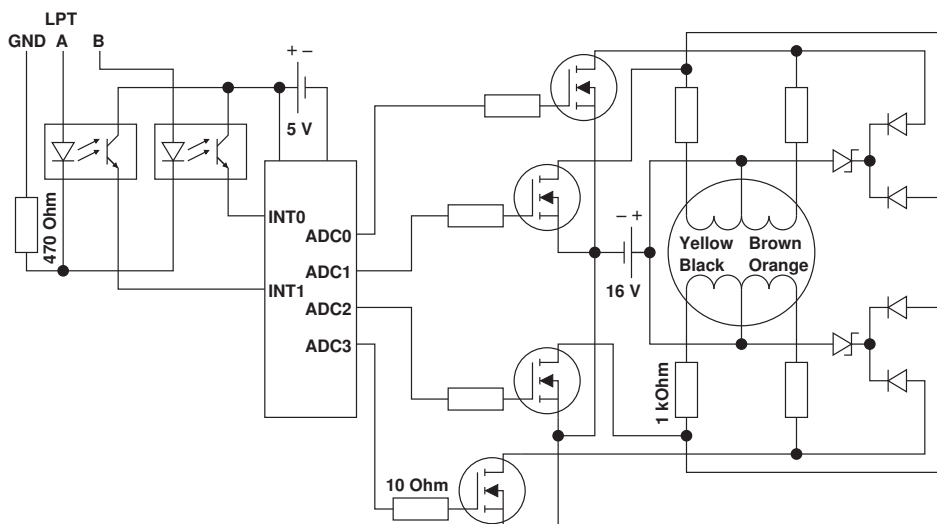 LPT
GND A B
+ −
5 V
470 Ohm
INT0
ADC0
ADC1
INT1
ADC2
ADC3
10 Ohm
− +
16 V
Yellow Brown
Black Orange
1 kOhm